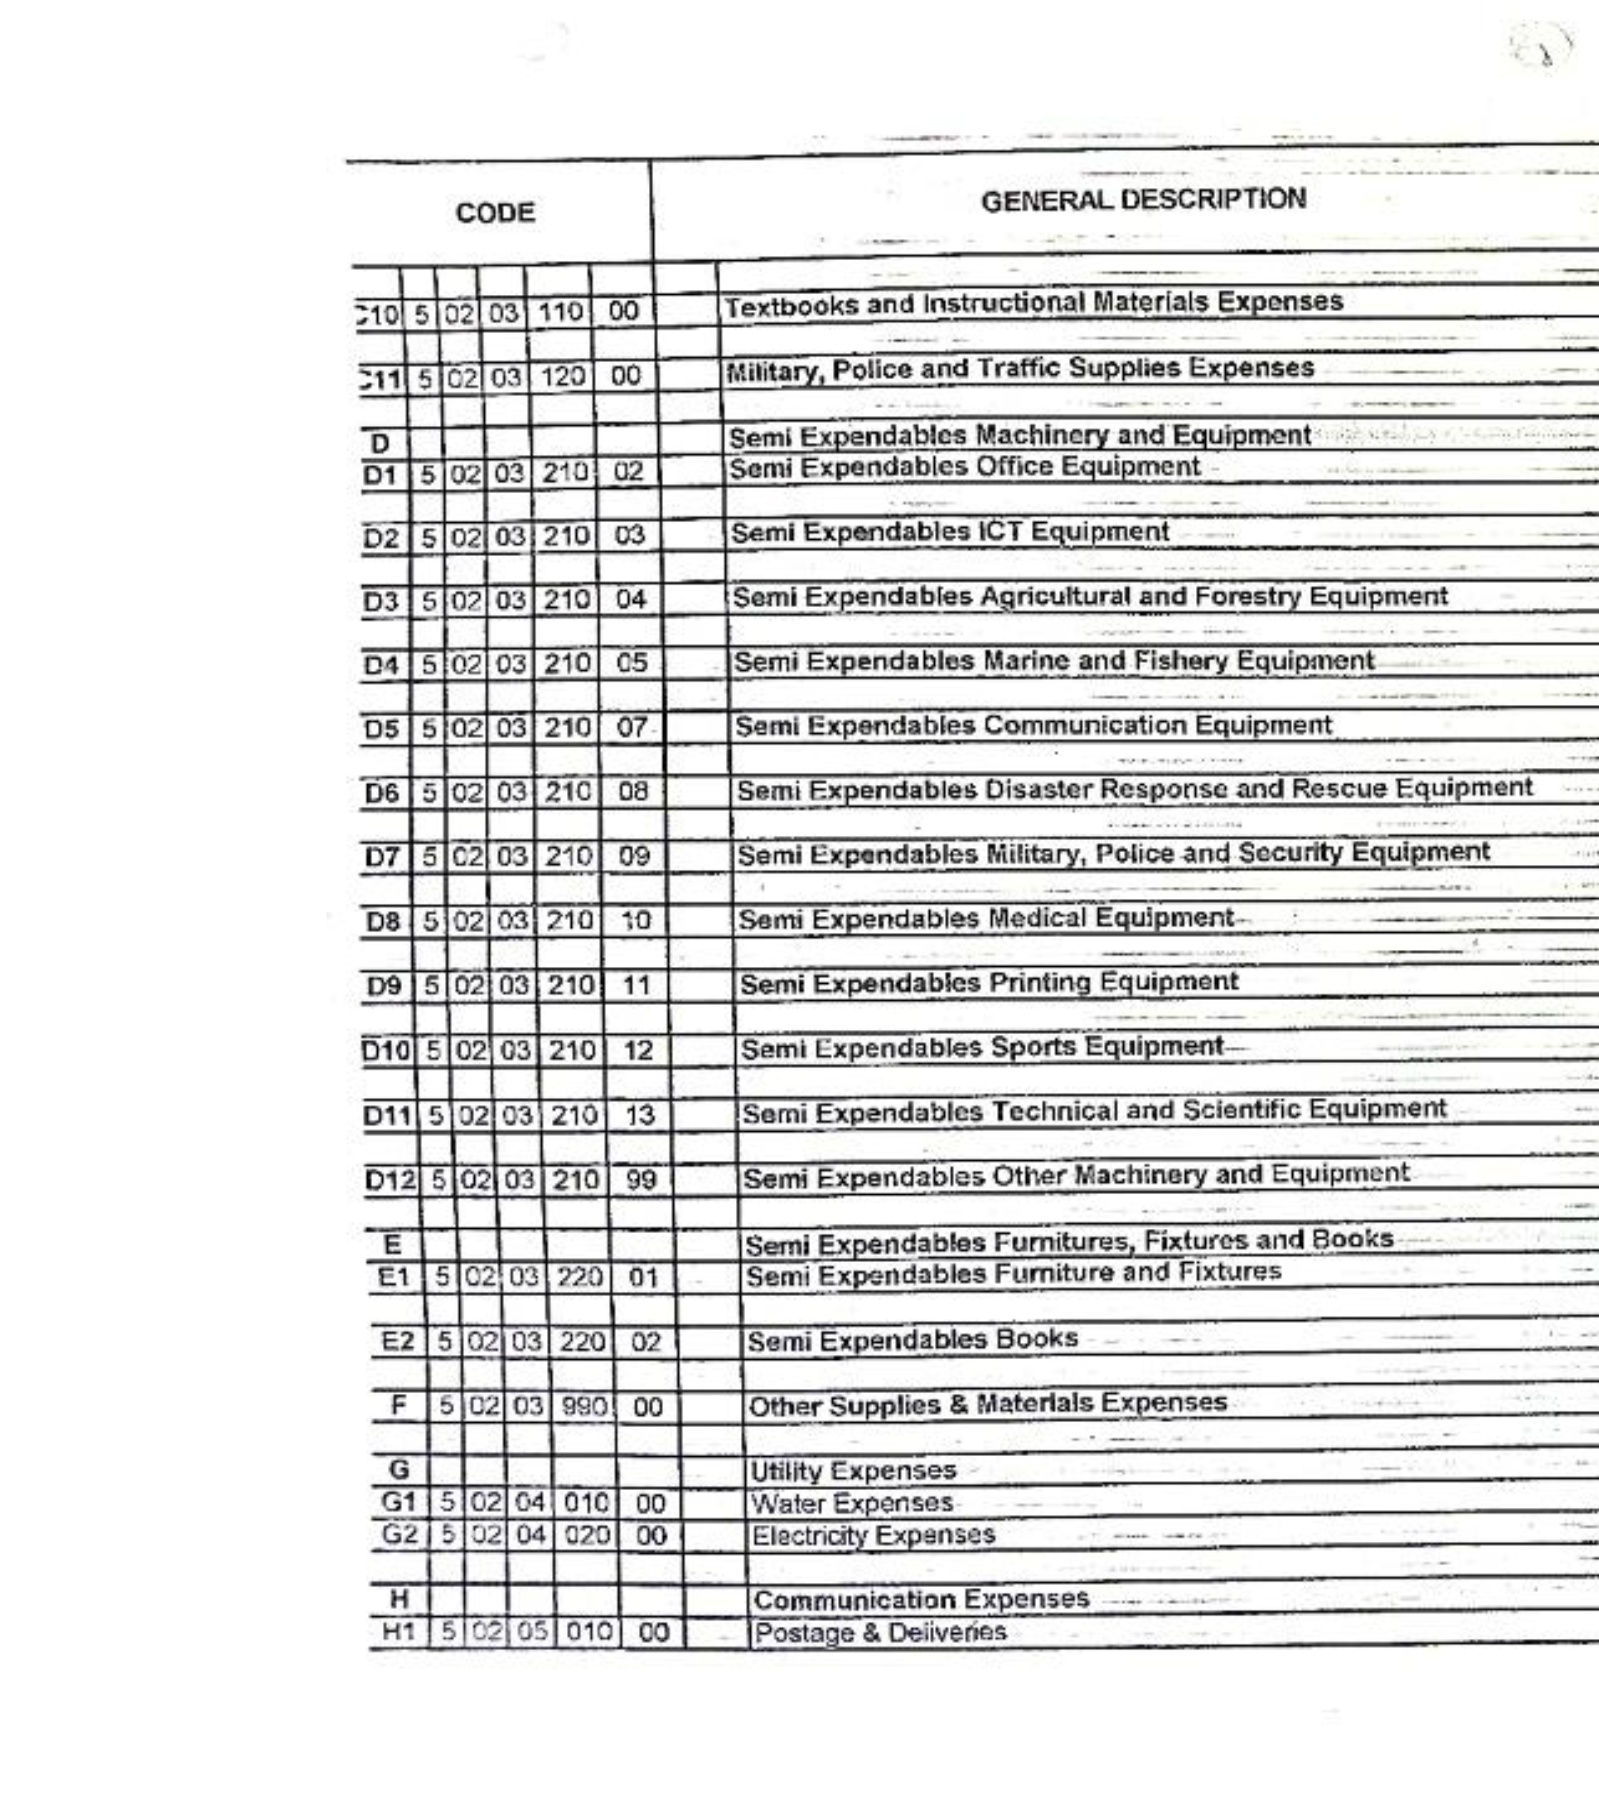 CODE GENERAL DESCRIPTION
C10 5 02 03 110 00 Textbooks and Instructional Materials Expenses
C11 5 02 03 120 00 Military, Police and Traffic Supplies Expenses
D Semi Expendables Machinery and Equipment
D1 5 02 03 210 02 Semi Expendables Office Equipment
D2 5 02 03 210 03 Semi Expendables ICT Equipment
D3 5 02 03 210 04 Semi Expendables Agricultural and Forestry Equipment
D4 5 02 03 210 05 Semi Expendables Marine and Fishery Equipment
D5 5 02 03 210 07 Semi Expendables Communication Equipment
D6 5 02 03 210 08 Semi Expendables Disaster Response and Rescue Equipment
D7 5 02 03 210 09 Semi Expendables Military, Police and Security Equipment
D8 5 02 03 210 10 Semi Expendables Medical Equipment
D9 5 02 03 210 11 Semi Expendables Printing Equipment
D10 5 02 03 210 12 Semi Expendables Sports Equipment
D11 5 02 03 210 13 Semi Expendables Technical and Scientific Equipment
D12 5 02 03 210 99 Semi Expendables Other Machinery and Equipment
E Semi Expendables Furnitures, Fixtures and Books
E1 5 02 03 220 01 Semi Expendables Furniture and Fixtures
E2 5 02 03 220 02 Semi Expendables Books
F 5 02 03 990 00 Other Supplies & Materials Expenses
G Utility Expenses
G1 5 02 04 010 00 Water Expenses
G2 5 02 04 020 00 Electricity Expenses
H Communication Expenses
H1 5 02 05 010 00 Postage & Deliveries